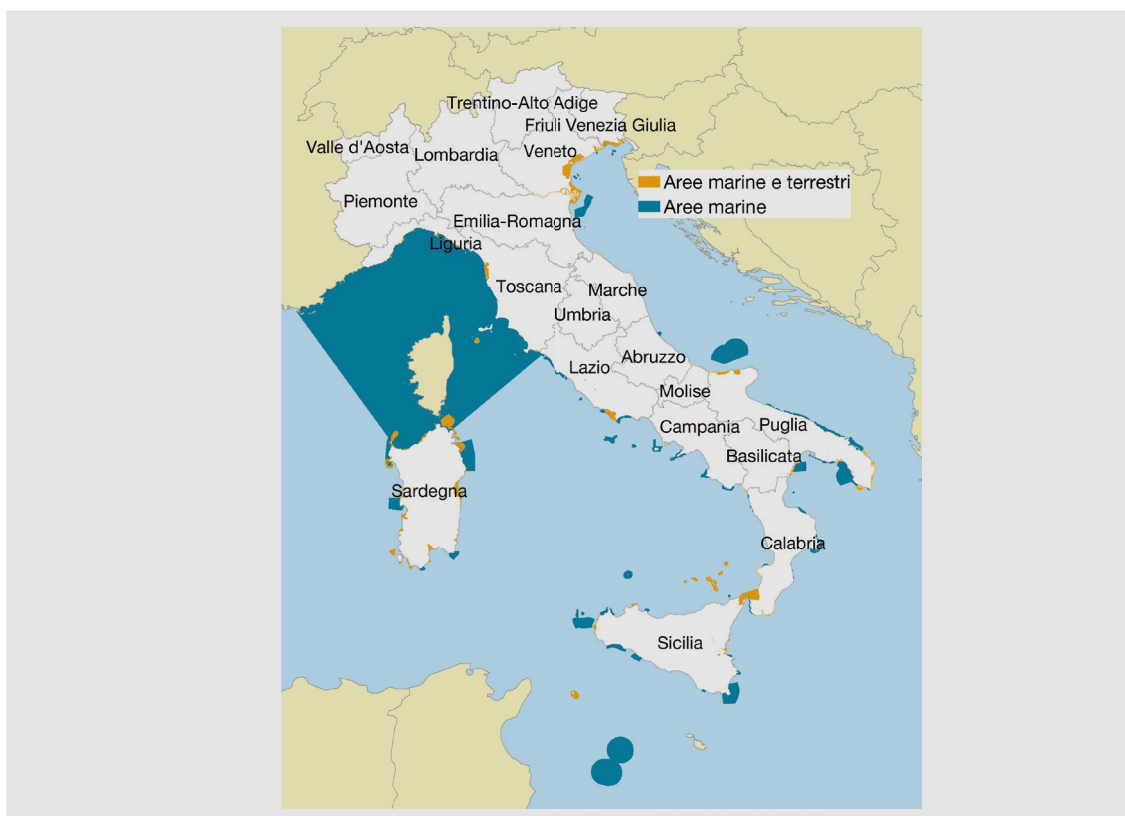 Trentino-Alto Adige
Friuli Venezia Giulia
Valle d'Aosta
Lombardia
Veneto
Aree marine e terrestri
Aree marine
Piemonte
Emilia-Romagna
Liguria
Toscana
Marche
Umbria
Abruzzo
Lazio
Molise
Campania
Puglia
Basilicata
Sardegna
Calabria
Sicilia